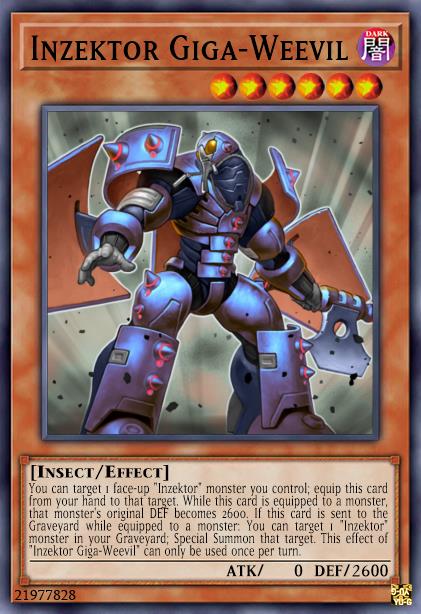 INZEKTOR GIGA-WEEVIL
DARK
闇
[INSECT/EFFECT]
You can target 1 face-up "Inzektor" monster you control; equip this card
from your hand to that target. While this card is equipped to a monster,
that monster's original DEF becomes 2600. If this card is sent to the
Graveyard while equipped to a monster: You can target 1 "Inzektor"
monster in your Graveyard; Special Summon that target. This effect of
"Inzektor Giga-Weevil" can only be used once per turn.
ATK/ 0 DEF/2600
21977828